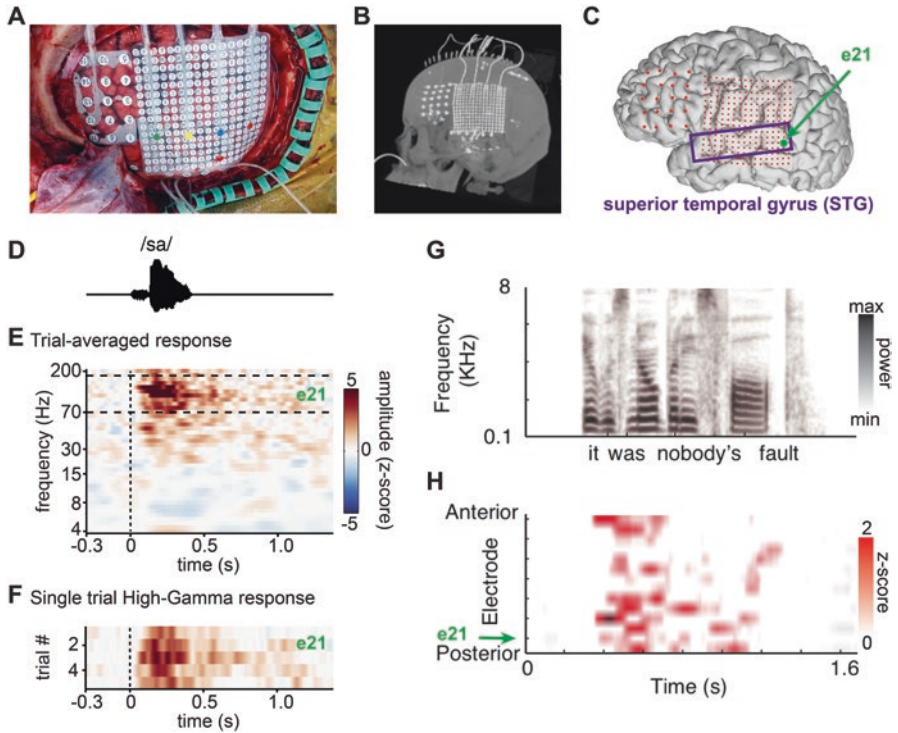 A
B
C
e21
superior temporal gyrus (STG)
D
/sa/
E Trial-averaged response
200
70
30
15
8
4
frequency (Hz)
e21
-0.3 0 0.5 1.0
time (s)
5
0
-5
amplitude (z-score)
F Single trial High-Gamma response
trial #
2
4
e21
-0.3 0 0.5 1.0
time (s)
G
8
0.1
Frequency
(KHz)
it was nobody's fault
max
min
power
H
Anterior
Electrode
e21
Posterior
0 1.6
Time (s)
2
0
z-score